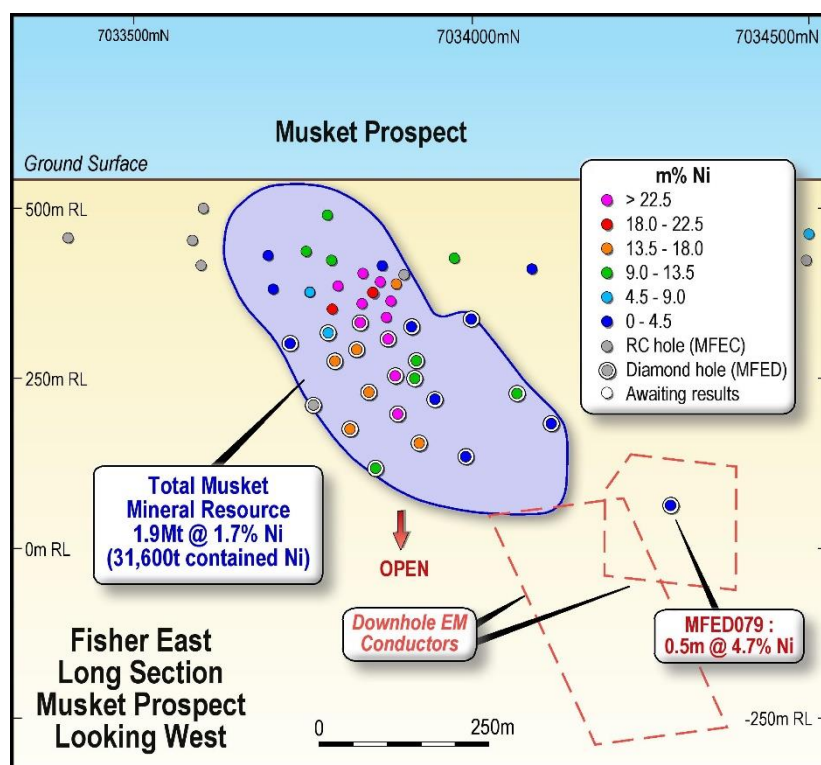 7033500mN
7034000mN
7034500mN
Musket Prospect
Ground Surface
m% Ni
> 22.5
18.0 - 22.5
13.5 - 18.0
9.0 - 13.5
4.5 - 9.0
0 - 4.5
RC hole (MFEC)
Diamond hole (MFED)
Awaiting results
500m RL
250m RL
Total Musket
Mineral Resource
1.9Mt @ 1.7% Ni
(31,600t contained Ni)
0m RL
OPEN
Downhole EM
Conductors
MFED079 :
0.5m @ 4.7% Ni
Fisher East
Long Section
Musket Prospect
Looking West
0
250m
-250m RL